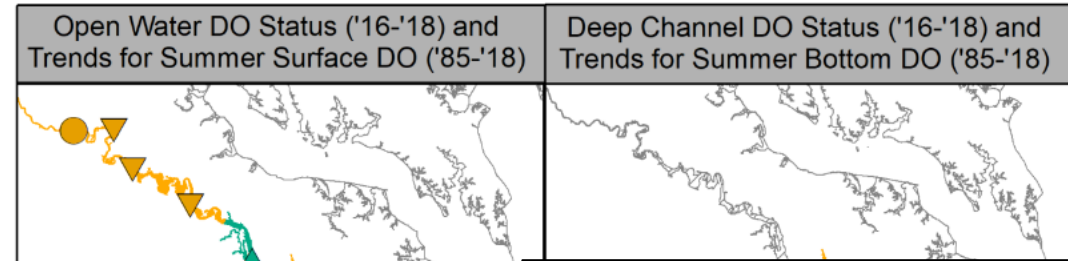 Open Water DO Status ('16-'18) and
Trends for Summer Surface DO ('85-'18)
Deep Channel DO Status ('16-'18) and
Trends for Summer Bottom DO ('85-'18)